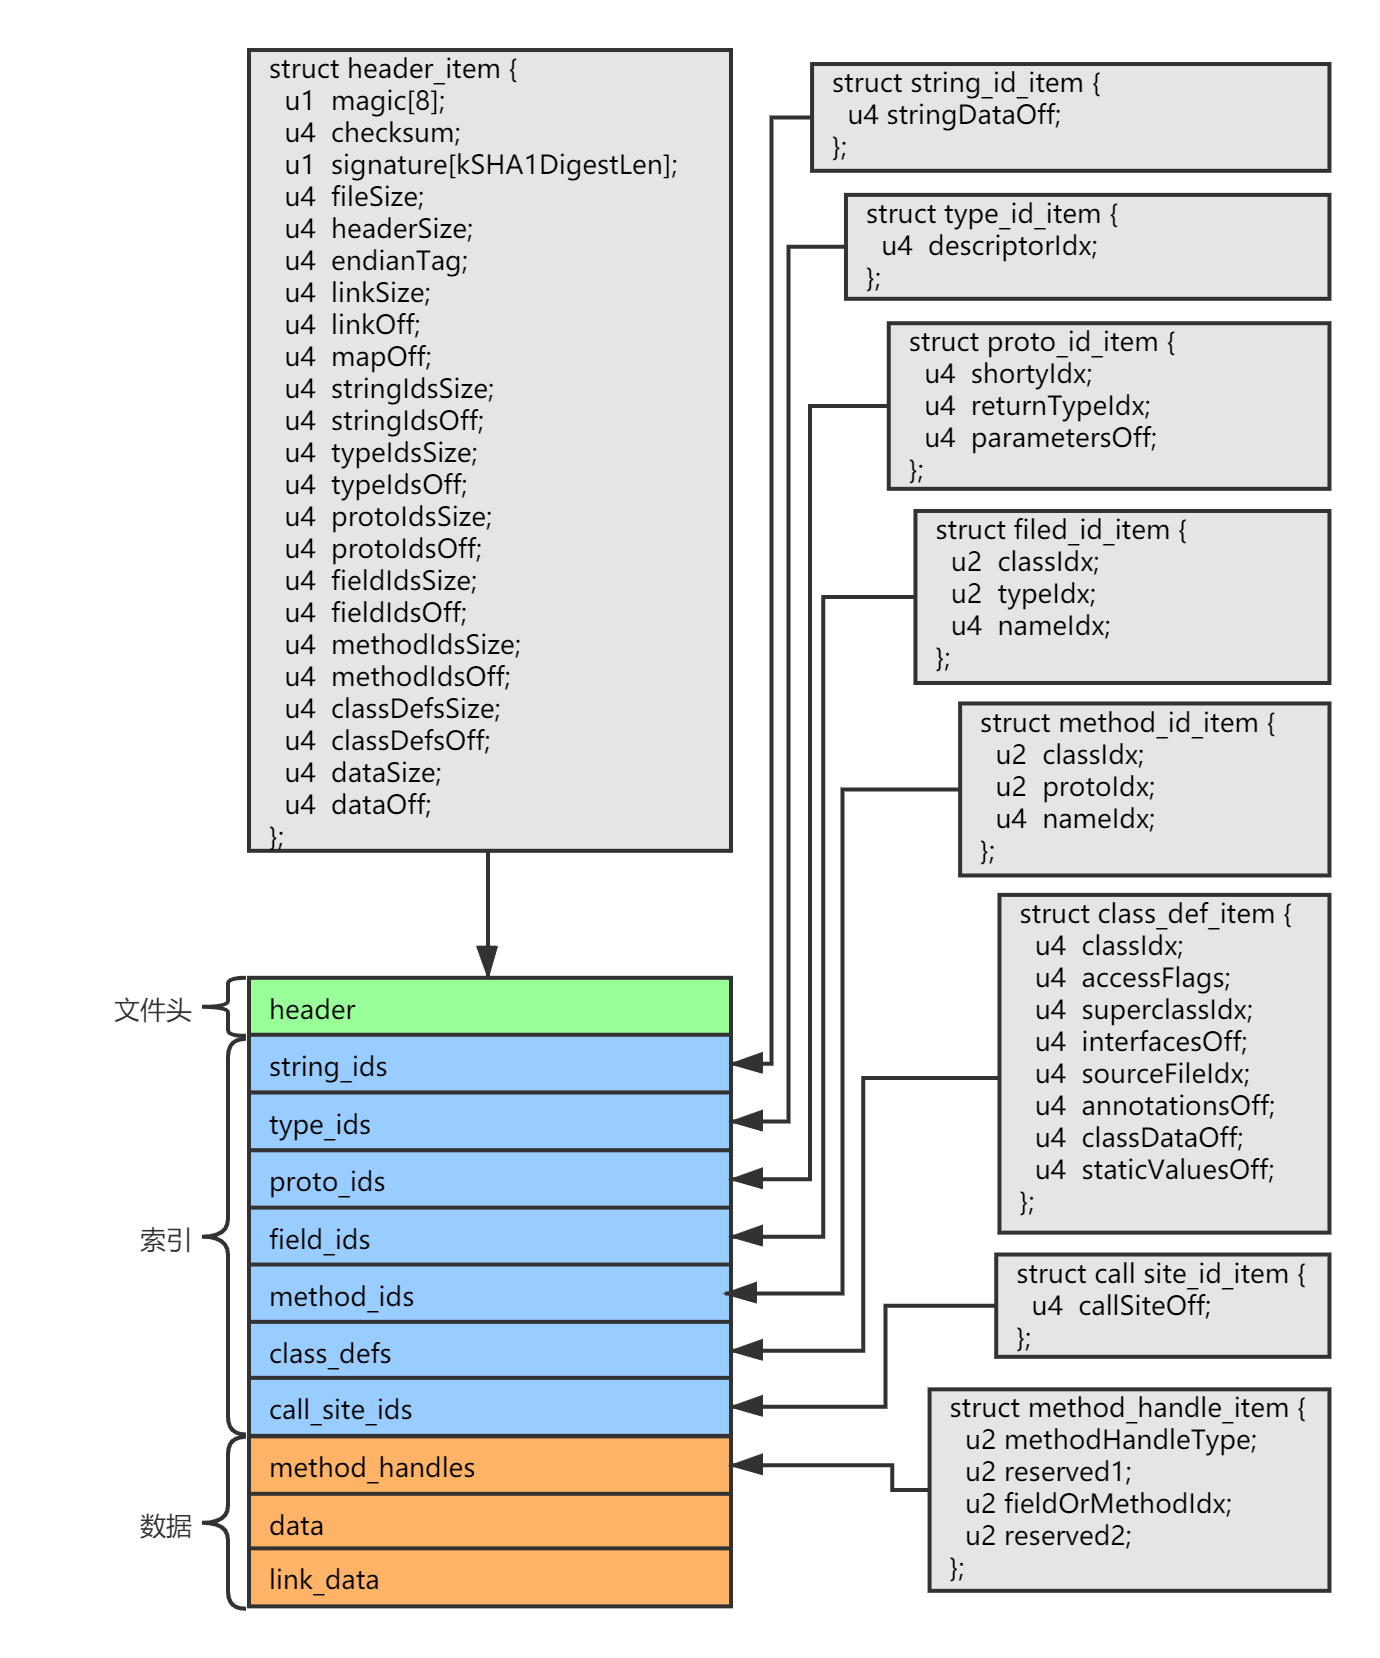 struct header_item {
u1 magic[8];
u4 checksum;
u1 signature[kSHA1DigestLen];
u4 fileSize;
u4 headerSize;
u4 endianTag;
u4 linkSize;
u4 linkOff;
u4 mapOff;
u4 stringIdsSize;
u4 stringIdsOff;
u4 typeIdsSize;
u4 typeIdsOff;
u4 protoIdsSize;
u4 protoIdsOff;
u4 fieldIdsSize;
u4 fieldIdsOff;
u4 methodIdsSize;
u4 methodIdsOff;
u4 classDefsSize;
u4 classDefsOff;
u4 dataSize;
u4 dataOff;
};
struct string_id_item {
u4 stringDataOff;
};
struct type_id_item {
u4 descriptorIdx;
};
struct proto_id_item {
u4 shortyIdx;
u4 returnTypeIdx;
u4 parametersOff;
};
struct filed_id_item {
u2 classIdx;
u2 typeIdx;
u4 nameIdx;
};
struct method_id_item {
u2 classIdx;
u2 protoIdx;
u4 nameIdx;
};
struct class_def_item {
u4 classIdx;
u4 accessFlags;
u4 superclassIdx;
u4 interfacesOff;
u4 sourceFileIdx;
u4 annotationsOff;
u4 classDataOff;
u4 staticValuesOff;
};
struct call site_id_item {
u4 callSiteOff;
};
struct method_handle_item {
u2 methodHandleType;
u2 reserved1;
u2 fieldOrMethodIdx;
u2 reserved2;
};
文件头
header
索引
string_ids
type_ids
proto_ids
field_ids
method_ids
class_defs
call_site_ids
数据
method_handles
data
link_data